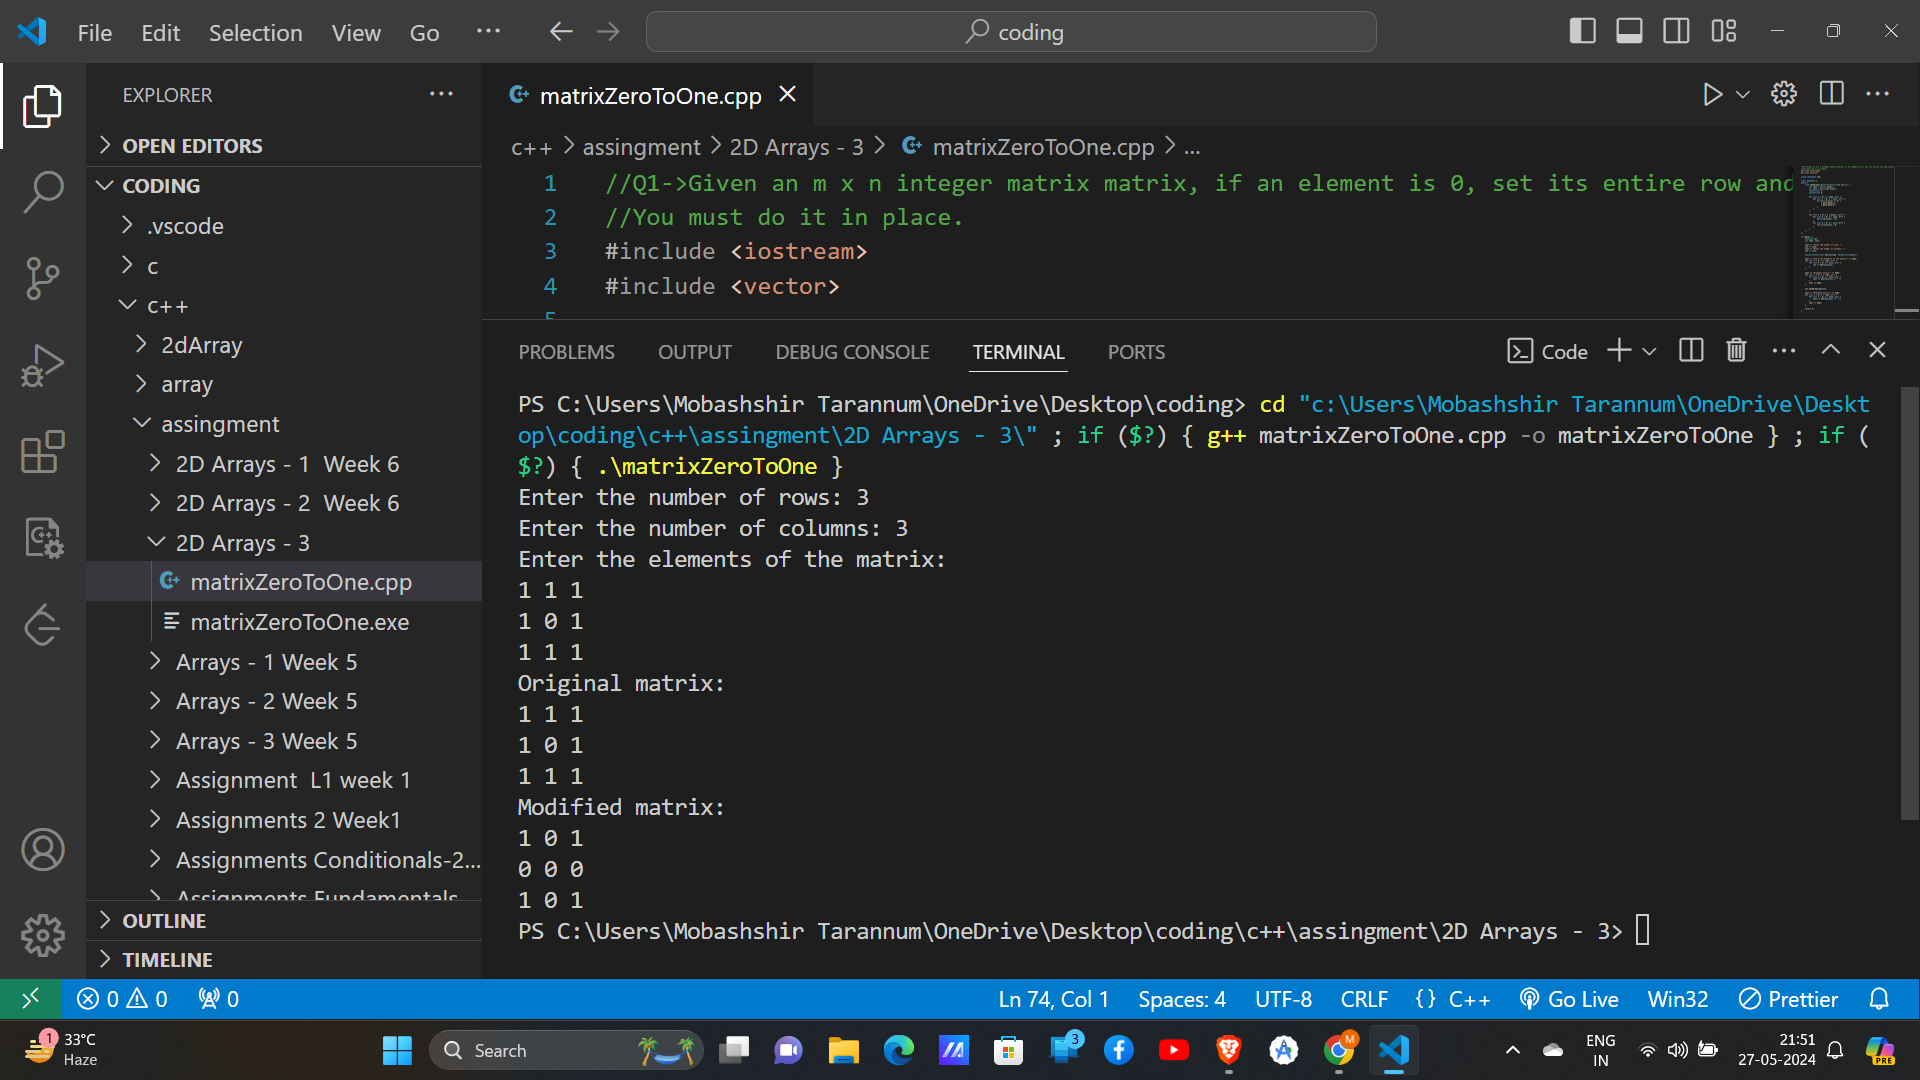 File Edit Selection View Go ··· coding
EXPLORER ···
OPEN EDITORS
CODING
.vscode
c
c++
2dArray
array
assingment
2D Arrays - 1 Week 6
2D Arrays - 2 Week 6
2D Arrays - 3
matrixZeroToOne.cpp
matrixZeroToOne.exe
Arrays - 1 Week 5
Arrays - 2 Week 5
Arrays - 3 Week 5
Assignment L1 week 1
Assignments 2 Week1
Assignments Conditionals-2...
Assignments Fundamentals
OUTLINE
TIMELINE
matrixZeroToOne.cpp
c++ > assingment > 2D Arrays - 3 > matrixZeroToOne.cpp > ...
1 //Q1->Given an m x n integer matrix matrix, if an element is 0, set its entire row and
2 //You must do it in place.
3 #include <iostream>
4 #include <vector>
5
PROBLEMS OUTPUT DEBUG CONSOLE TERMINAL PORTS Code
PS C:\Users\Mobashshir Tarannum\OneDrive\Desktop\coding> cd "c:\Users\Mobashshir Tarannum\OneDrive\Deskt
op\coding\c++\assingment\2D Arrays - 3\" ; if ($?) { g++ matrixZeroToOne.cpp -o matrixZeroToOne } ; if (
$?) { .\matrixZeroToOne }
Enter the number of rows: 3
Enter the number of columns: 3
Enter the elements of the matrix:
1 1 1
1 0 1
1 1 1
Original matrix:
1 1 1
1 0 1
1 1 1
Modified matrix:
1 0 1
0 0 0
1 0 1
PS C:\Users\Mobashshir Tarannum\OneDrive\Desktop\coding\c++\assingment\2D Arrays - 3>
0 0 0 Ln 74, Col 1 Spaces: 4 UTF-8 CRLF {} C++ Go Live Win32 Prettier
1 33°C
Haze
Search
3
M
ENG
IN
21:51
27-05-2024
PRE